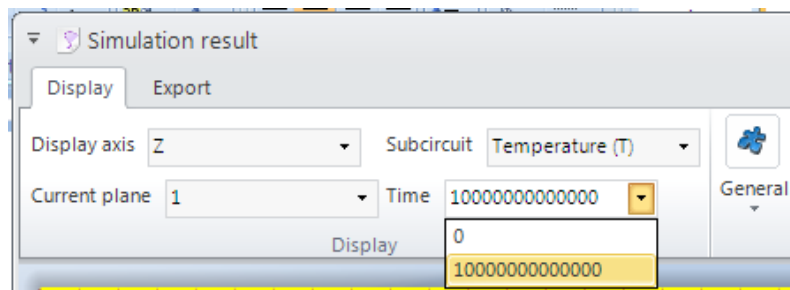 Simulation result
Display Export
Display axis Z Subcircuit Temperature (T)
Current plane 1 Time 10000000000000 General
Display 0
10000000000000